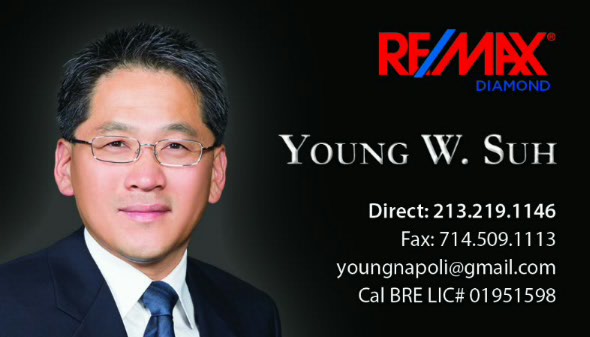 RE/MAX®
DIAMOND
YOUNG W. SUH
Direct: 213.219.1146
Fax: 714.509.1113
youngnapoli@gmail.com
Cal BRE LIC# 01951598